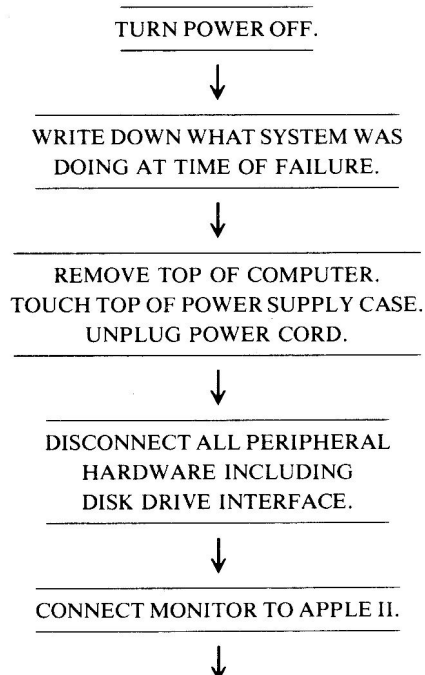 TURN POWER OFF.
WRITE DOWN WHAT SYSTEM WAS
DOING AT TIME OF FAILURE.
REMOVE TOP OF COMPUTER.
TOUCH TOP OF POWER SUPPLY CASE.
UNPLUG POWER CORD.
DISCONNECT ALL PERIPHERAL
HARDWARE INCLUDING
DISK DRIVE INTERFACE.
CONNECT MONITOR TO APPLE II.